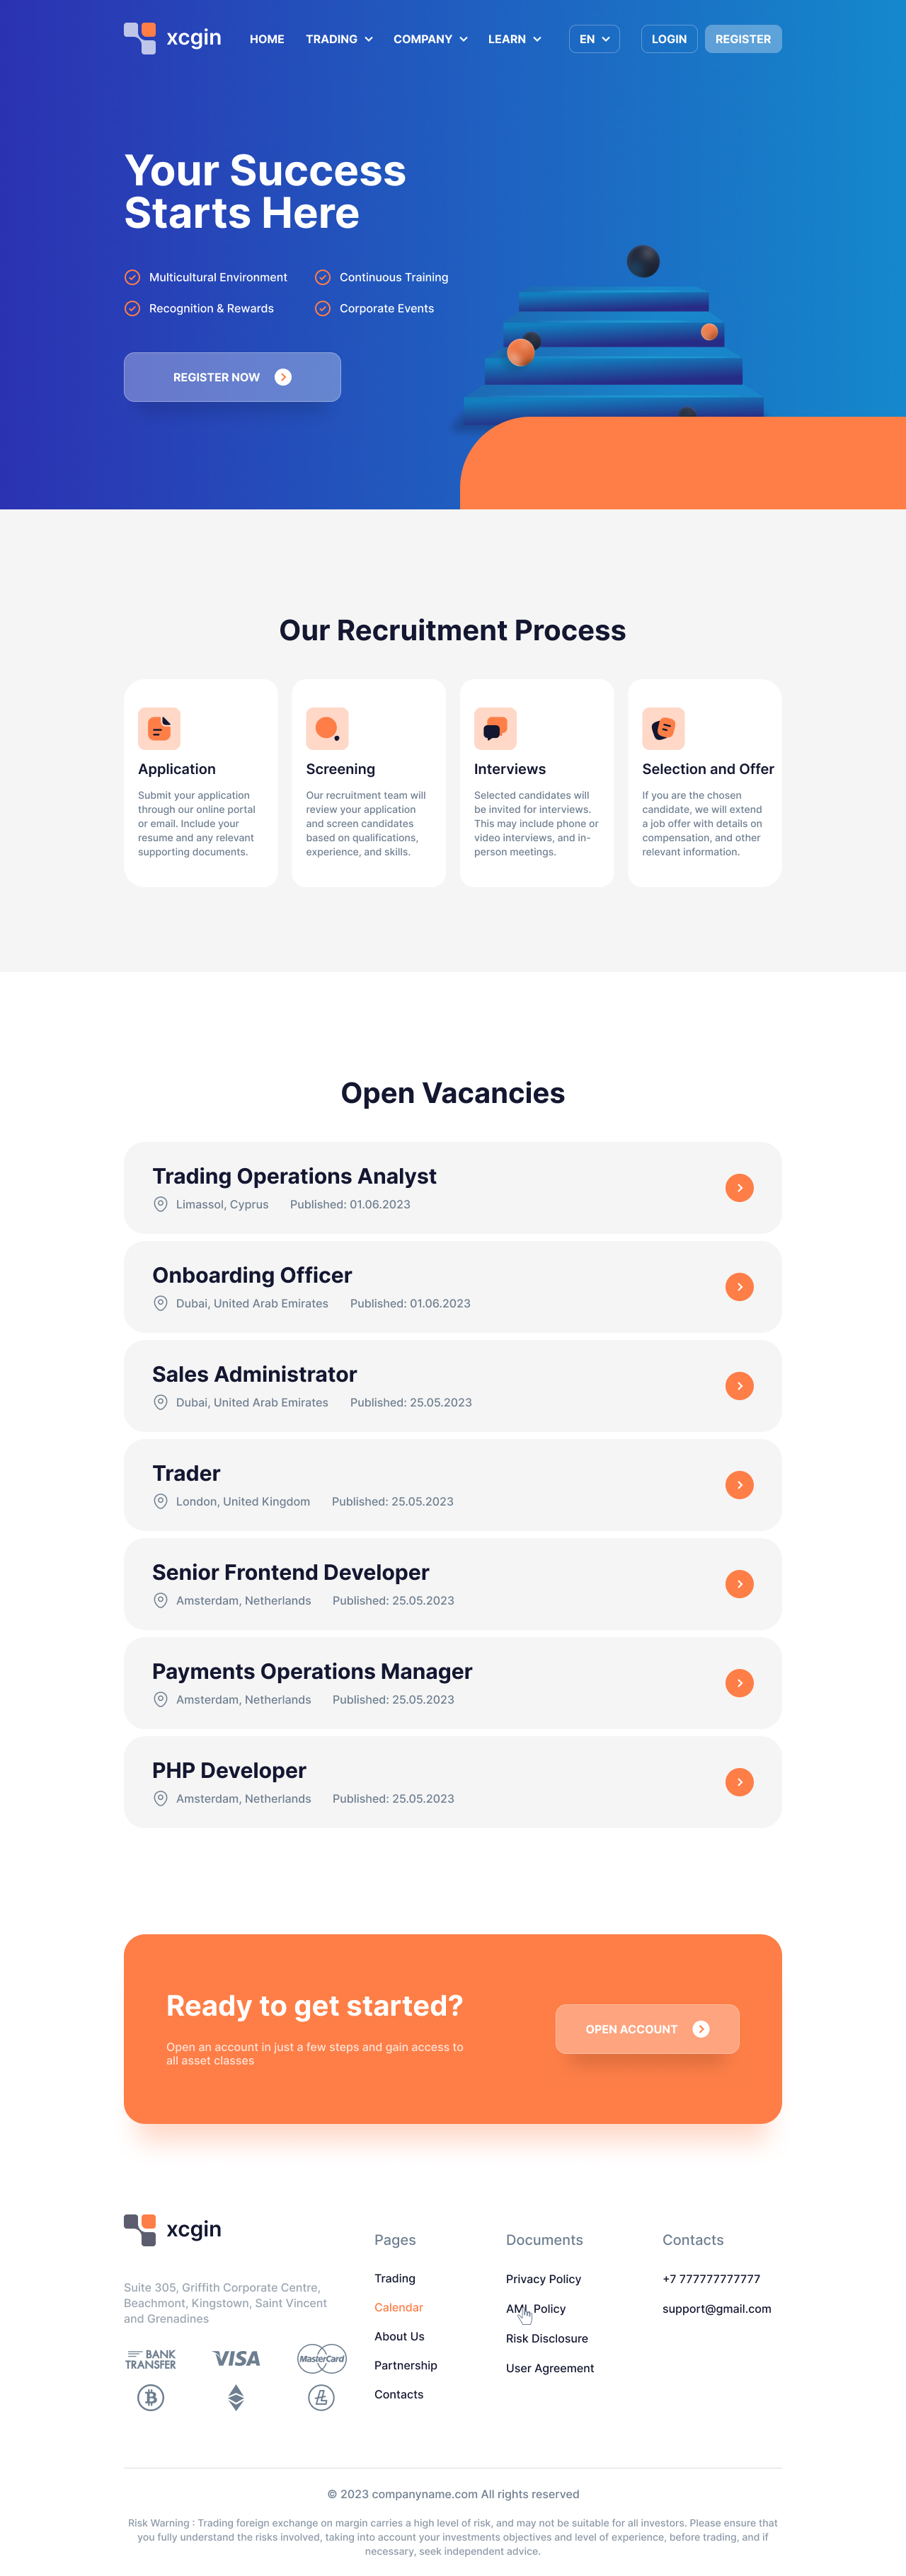 xcgin
HOME TRADING COMPANY LEARN EN LOGIN REGISTER
Your Success
Starts Here
Multicultural Environment
Continuous Training
Recognition & Rewards
Corporate Events
REGISTER NOW
Our Recruitment Process
Application
Submit your application
through our online portal
or email. Include your
resume and any relevant
supporting documents.
Screening
Our recruitment team will
review your application
and screen candidates
based on qualifications,
experience, and skills.
Interviews
Selected candidates will
be invited for interviews.
This may include phone or
video interviews, and in-
person meetings.
Selection and Offer
If you are the chosen
candidate, we will extend
a job offer with details on
compensation, and other
relevant information.
Open Vacancies
Trading Operations Analyst
Limassol, Cyprus Published: 01.06.2023
Onboarding Officer
Dubai, United Arab Emirates Published: 01.06.2023
Sales Administrator
Dubai, United Arab Emirates Published: 25.05.2023
Trader
London, United Kingdom Published: 25.05.2023
Senior Frontend Developer
Amsterdam, Netherlands Published: 25.05.2023
Payments Operations Manager
Amsterdam, Netherlands Published: 25.05.2023
PHP Developer
Amsterdam, Netherlands Published: 25.05.2023
Ready to get started?
Open an account in just a few steps and gain access to
all asset classes
OPEN ACCOUNT
xcgin
Suite 305, Griffith Corporate Centre,
Beachmont, Kingstown, Saint Vincent
and Grenadines
BANK
TRANSFER
VISA
MasterCard
Pages
Trading
Calendar
About Us
Partnership
Contacts
Documents
Privacy Policy
AML Policy
Risk Disclosure
User Agreement
Contacts
+7 777777777777
support@gmail.com
© 2023 companyname.com All rights reserved
Risk Warning : Trading foreign exchange on margin carries a high level of risk, and may not be suitable for all investors. Please ensure that
you fully understand the risks involved, taking into account your investments objectives and level of experience, before trading, and if
necessary, seek independent advice.